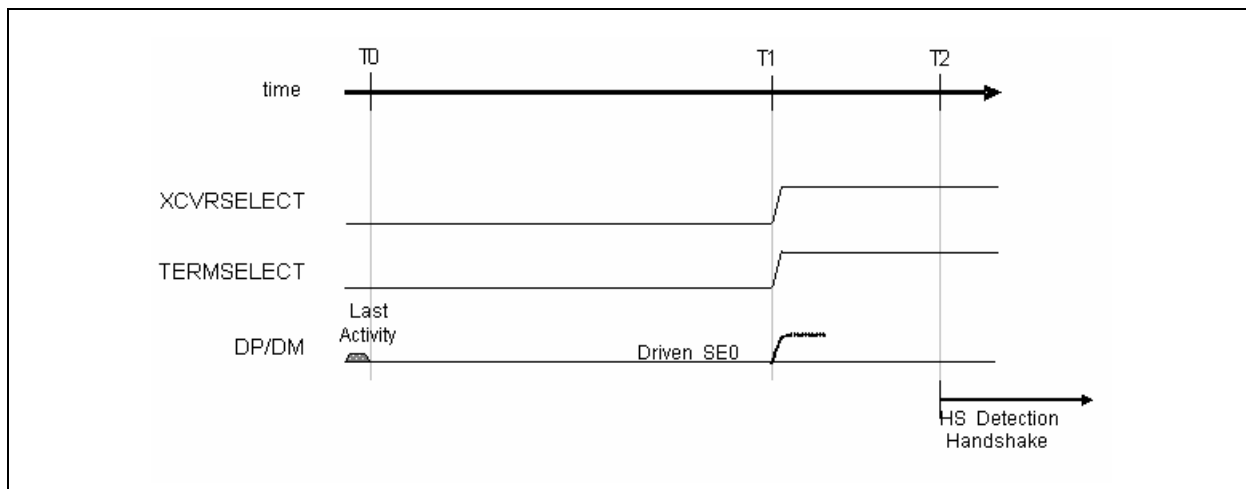 T0
T1
T2
time
XCVRSELECT
TERMSELECT
Last
Activity
DP/DM
Driven SE0
HS Detection
Handshake